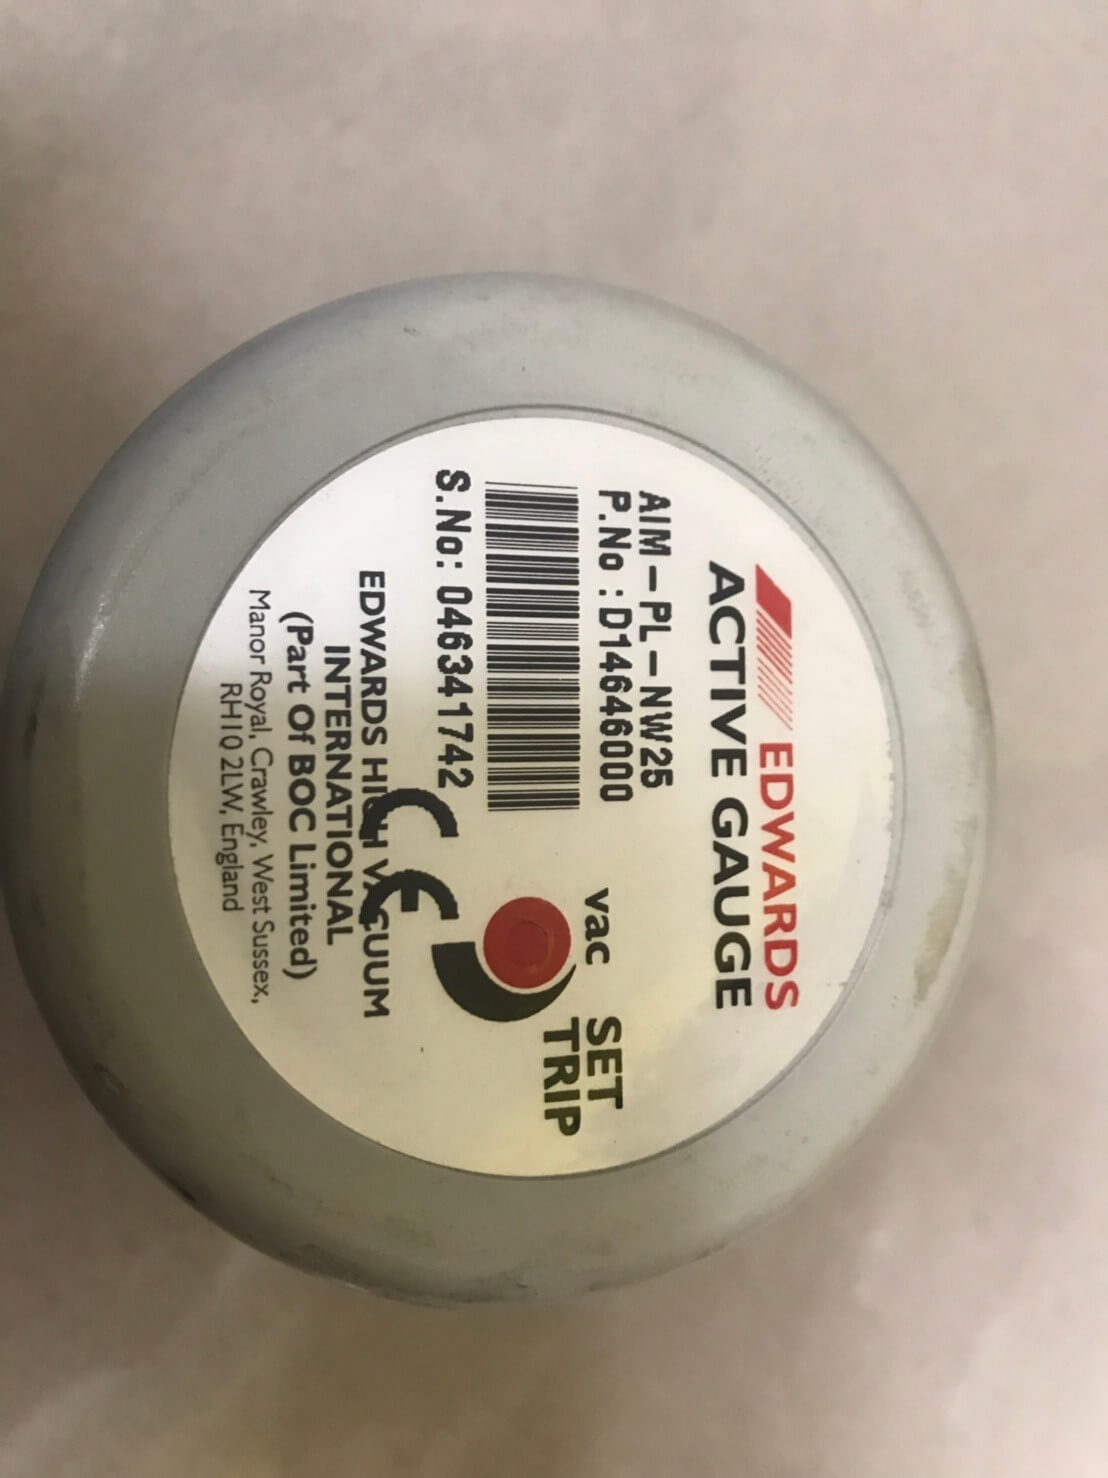 EDWARDS
ACTIVE GAUGE
AIM-PL-NW25
P.No : D14646000
vac
SET
TRIP
S.No: 046341742
CE
EDWARDS HIGH VACUUM
INTERNATIONAL
(Part Of BOC Limited)
Manor Royal, Crawley, West Sussex,
RH10 2LW, England